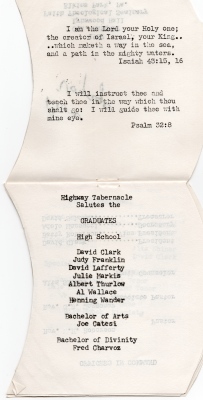 I am the Lord your Holy one;
the creator of Israel, your King..
..which maketh a way in the sea,
and a path in the mighty waters.
Isaiah 43:15, 16
I will instruct thee and
teach thee in the way which thou
shalt go: I will guide thee with
mine eye.
Psalm 32:8
Highway Tabernacle
Salutes the
GRADUATES
High School
David Clark
Judy Franklin
David Lafferty
Julie Markis
Albert Thurlow
Al Wallace
Henning Wander
Bachelor of Arts
Joe Catesi
Bachelor of Divinity
Fred Charvoz